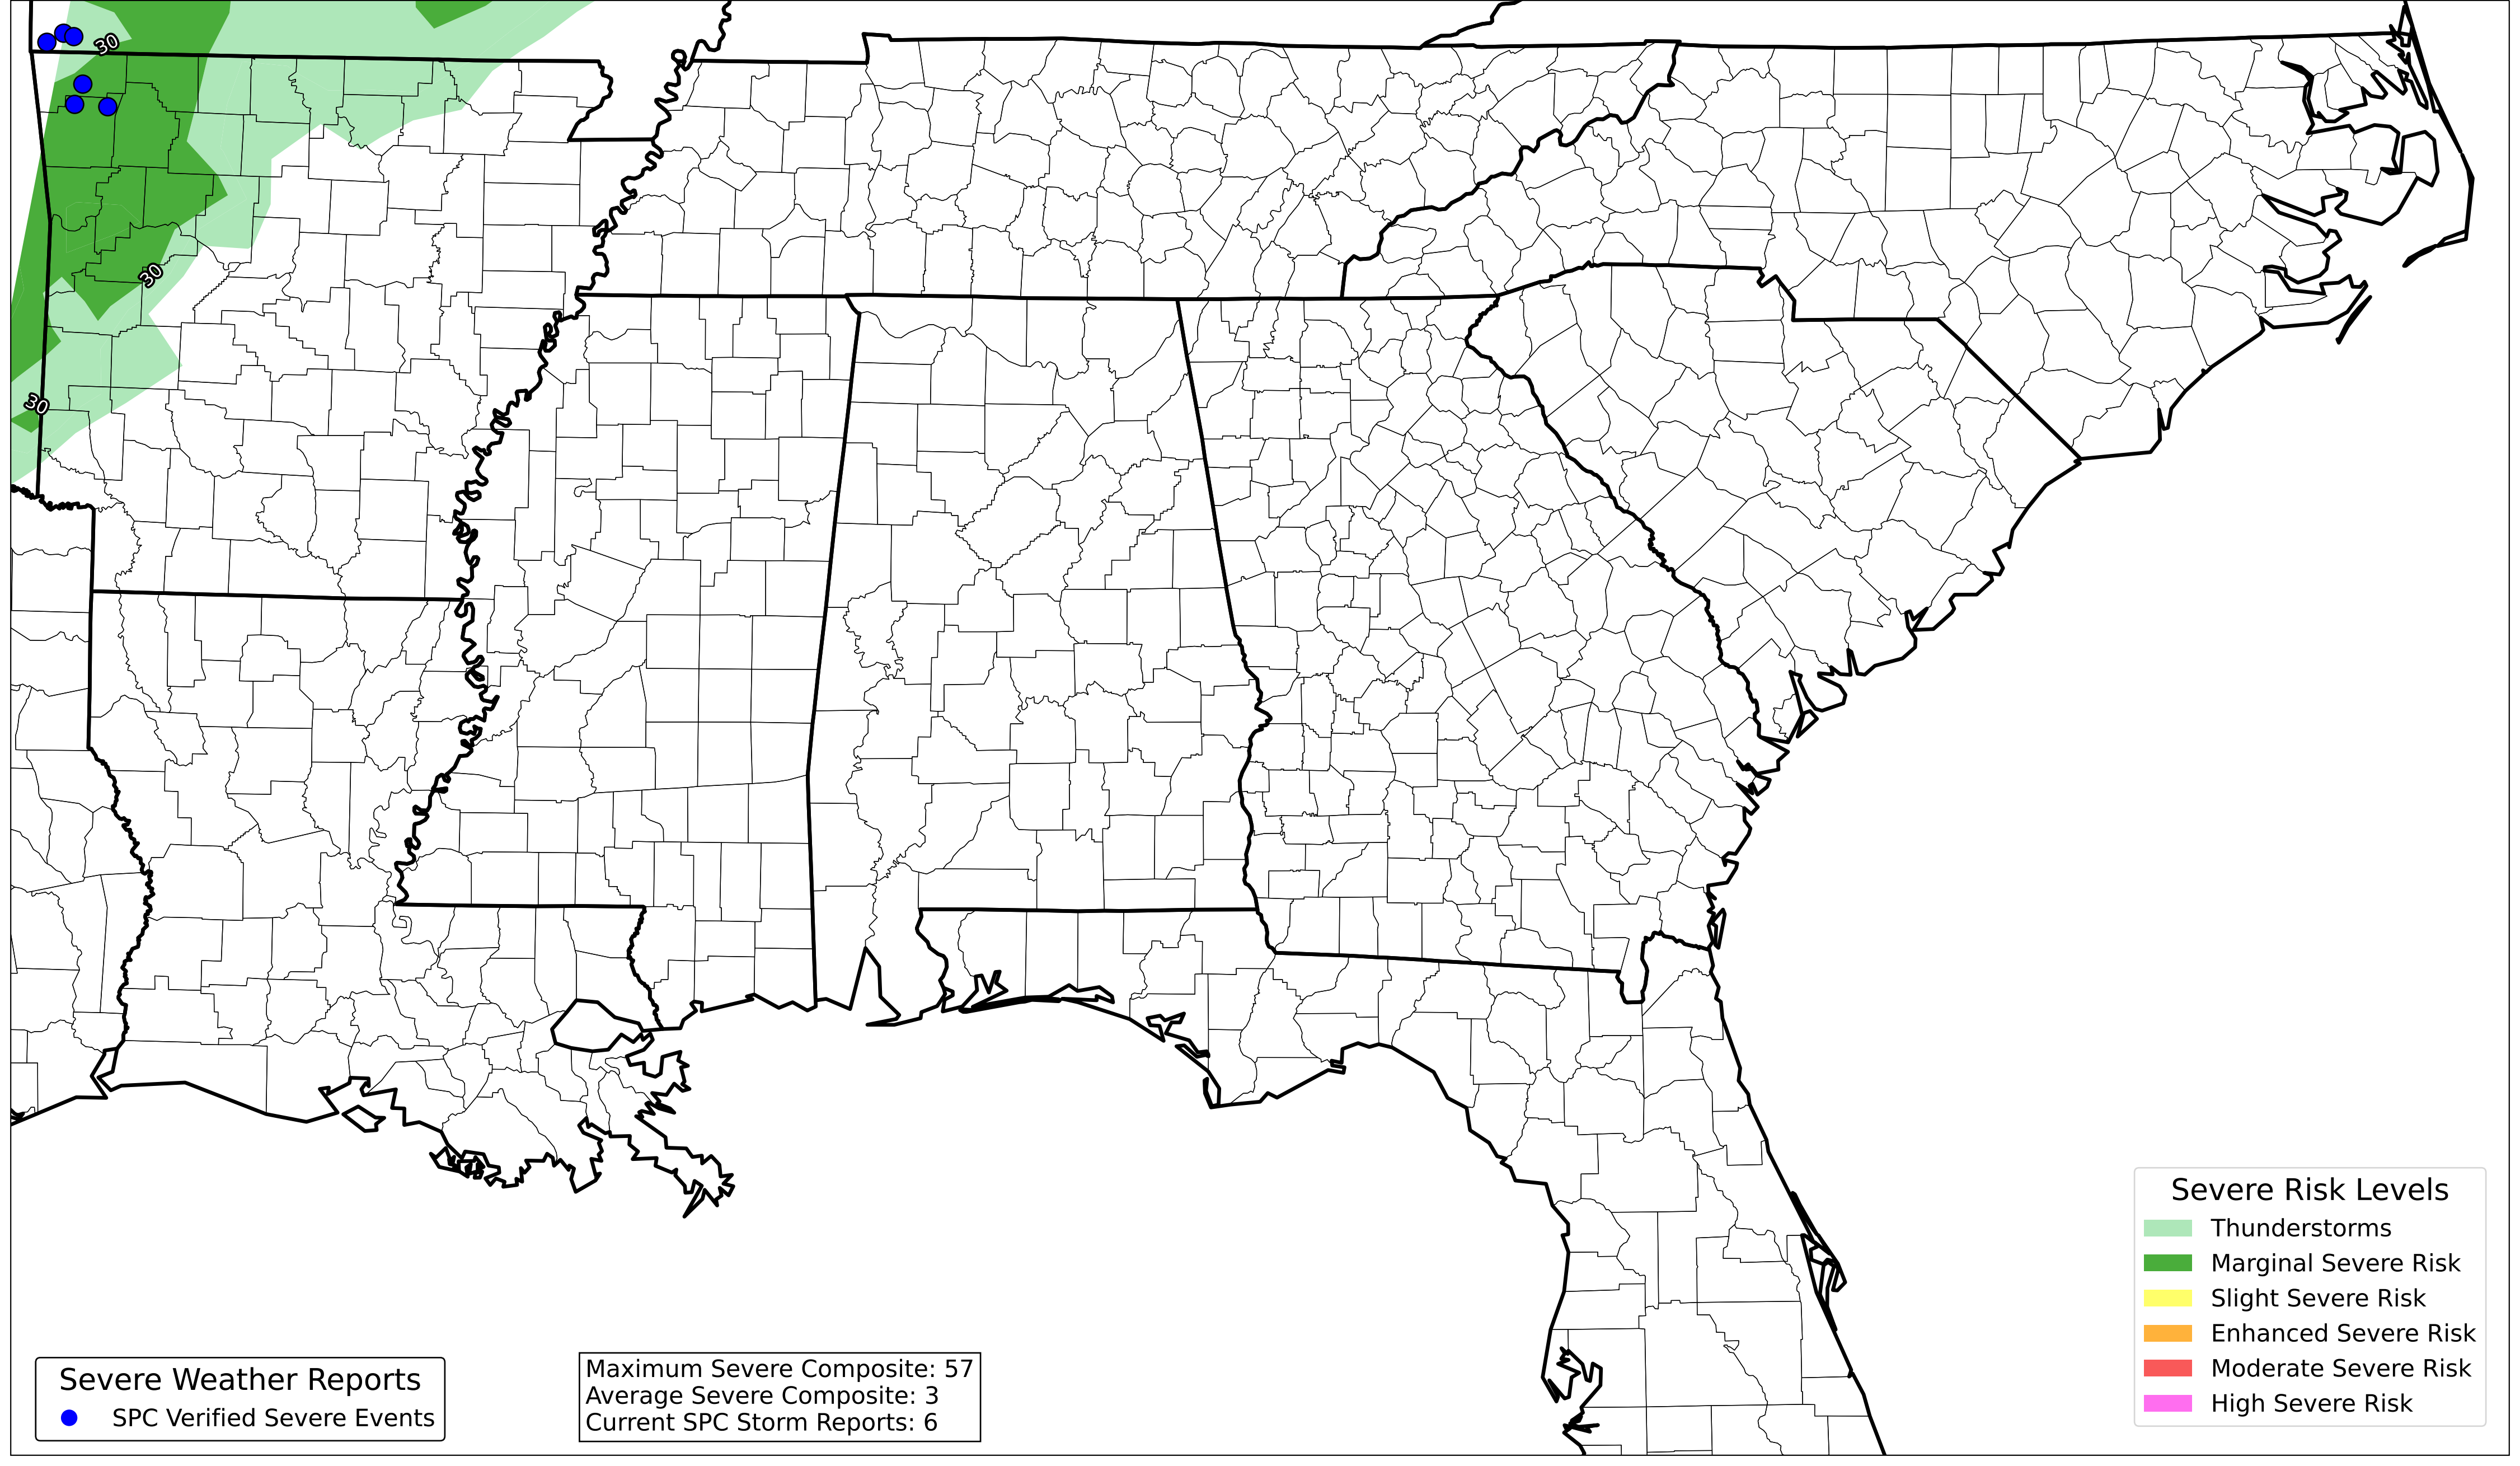 30
30
30
Severe Risk Levels
Thunderstorms
Marginal Severe Risk
Slight Severe Risk
Enhanced Severe Risk
Moderate Severe Risk
High Severe Risk
Severe Weather Reports
SPC Verified Severe Events
Maximum Severe Composite: 57
Average Severe Composite: 3
Current SPC Storm Reports: 6